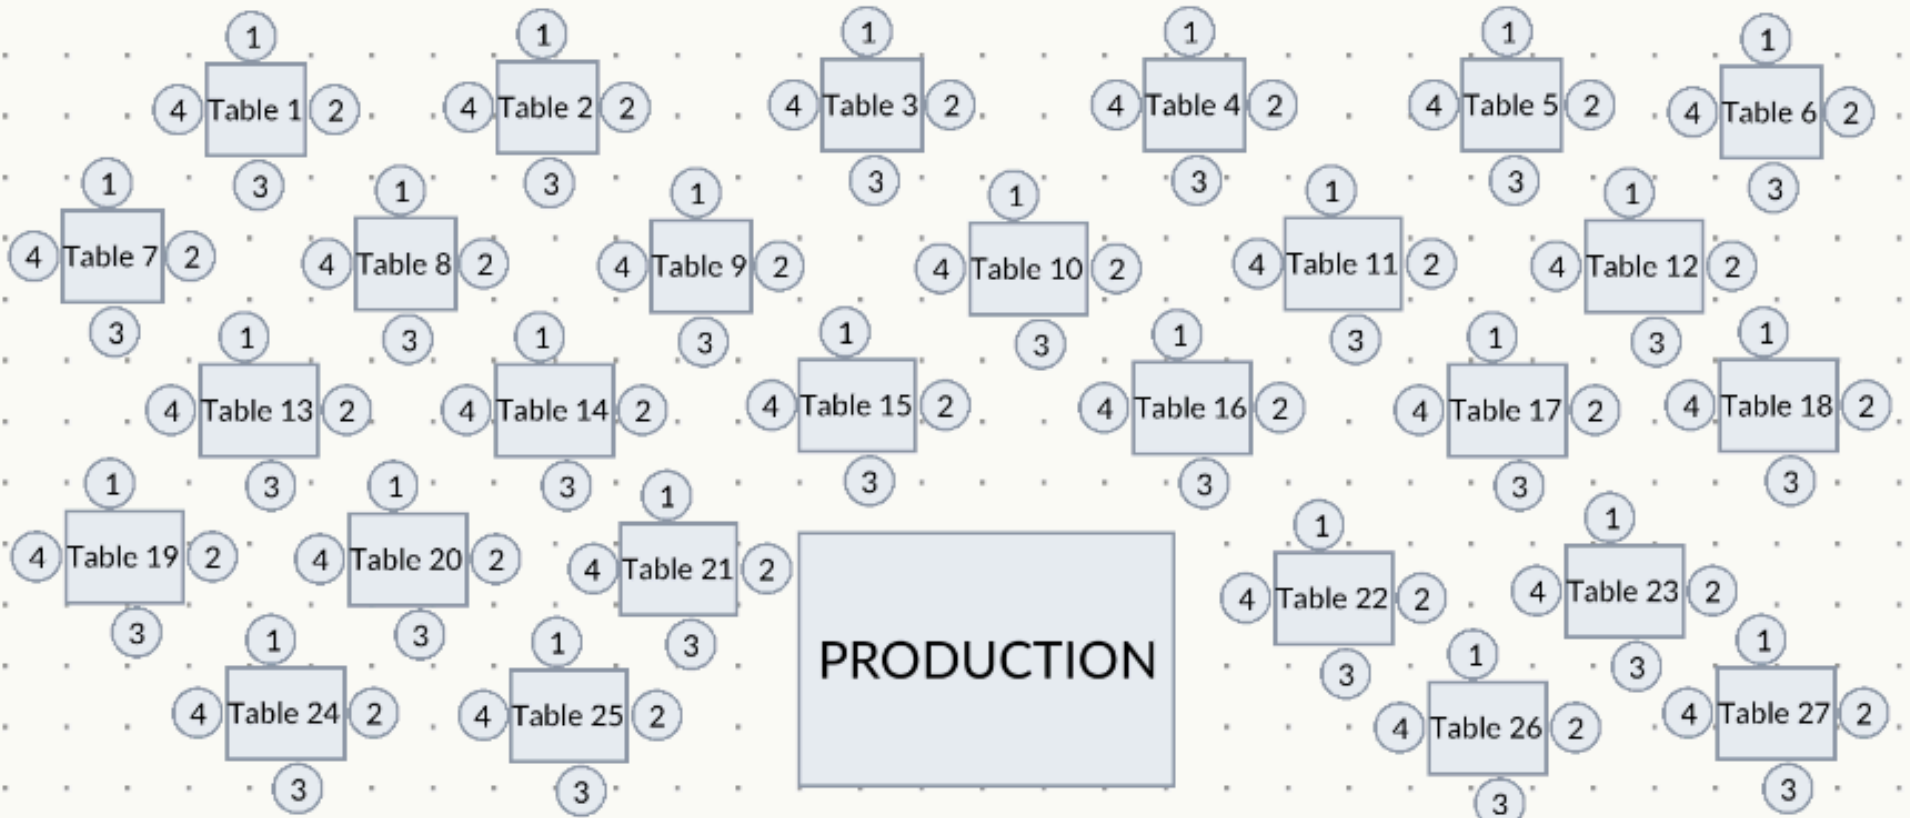 1
4 Table 1 2
3
1
4 Table 2 2
3
1
4 Table 3 2
3
1
4 Table 4 2
3
1
4 Table 5 2
3
1
4 Table 6 2
3
1
4 Table 7 2
3
1
4 Table 8 2
3
1
4 Table 9 2
3
1
4 Table 10 2
3
1
4 Table 11 2
3
1
4 Table 12 2
3
1
4 Table 13 2
3
1
4 Table 14 2
3
1
4 Table 15 2
3
1
4 Table 16 2
3
1
4 Table 17 2
3
1
4 Table 18 2
3
1
4 Table 19 2
3
1
4 Table 20 2
3
1
4 Table 21 2
3
PRODUCTION
1
4 Table 22 2
3
1
4 Table 23 2
3
1
4 Table 24 2
3
1
4 Table 25 2
3
1
4 Table 26 2
3
1
4 Table 27 2
3